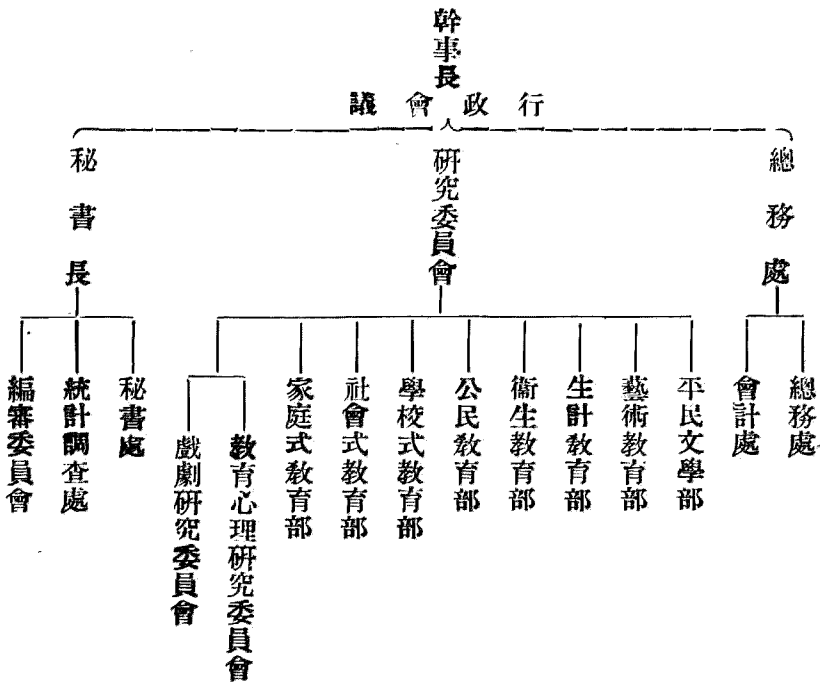 幹事長
行政會議
總務處
研究委員會
秘書長
總務處
會計處
平民文學部
藝術教育部
生計教育部
衞生教育部
公民教育部
學校式教育部
社會式教育部
家庭式教育部
教育心理研究委員會
戲劇研究委員會
秘書處
統計調查處
編審委員會